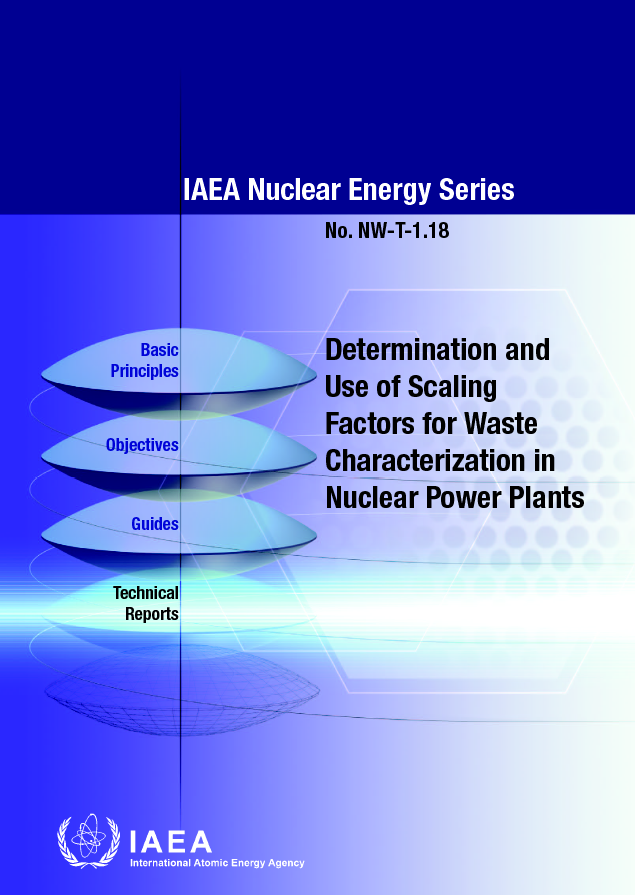 IAEA Nuclear Energy Series
No. NW-T-1.18
Basic
Principles
Objectives
Guides
Technical
Reports
Determination and
Use of Scaling
Factors for Waste
Characterization in
Nuclear Power Plants
IAEA
International Atomic Energy Agency